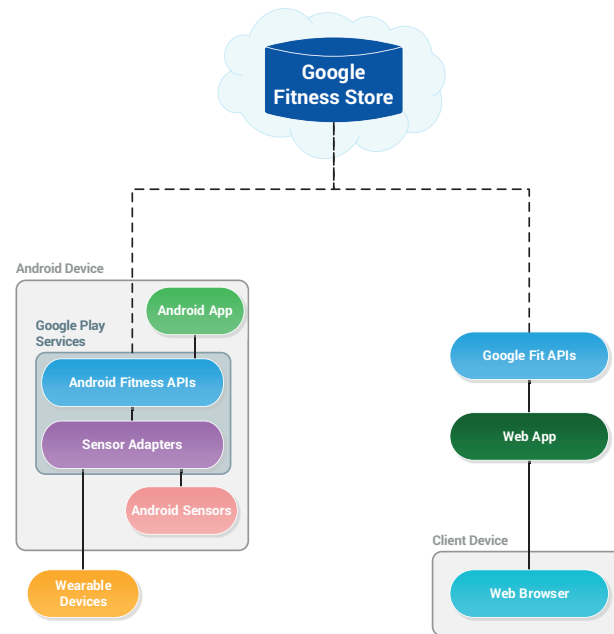 Google
Fitness Store
Android Device
Android App
Google Play
Services
Android Fitness APIs
Sensor Adapters
Android Sensors
Wearable
Devices
Google Fit APIs
Web App
Client Device
Web Browser